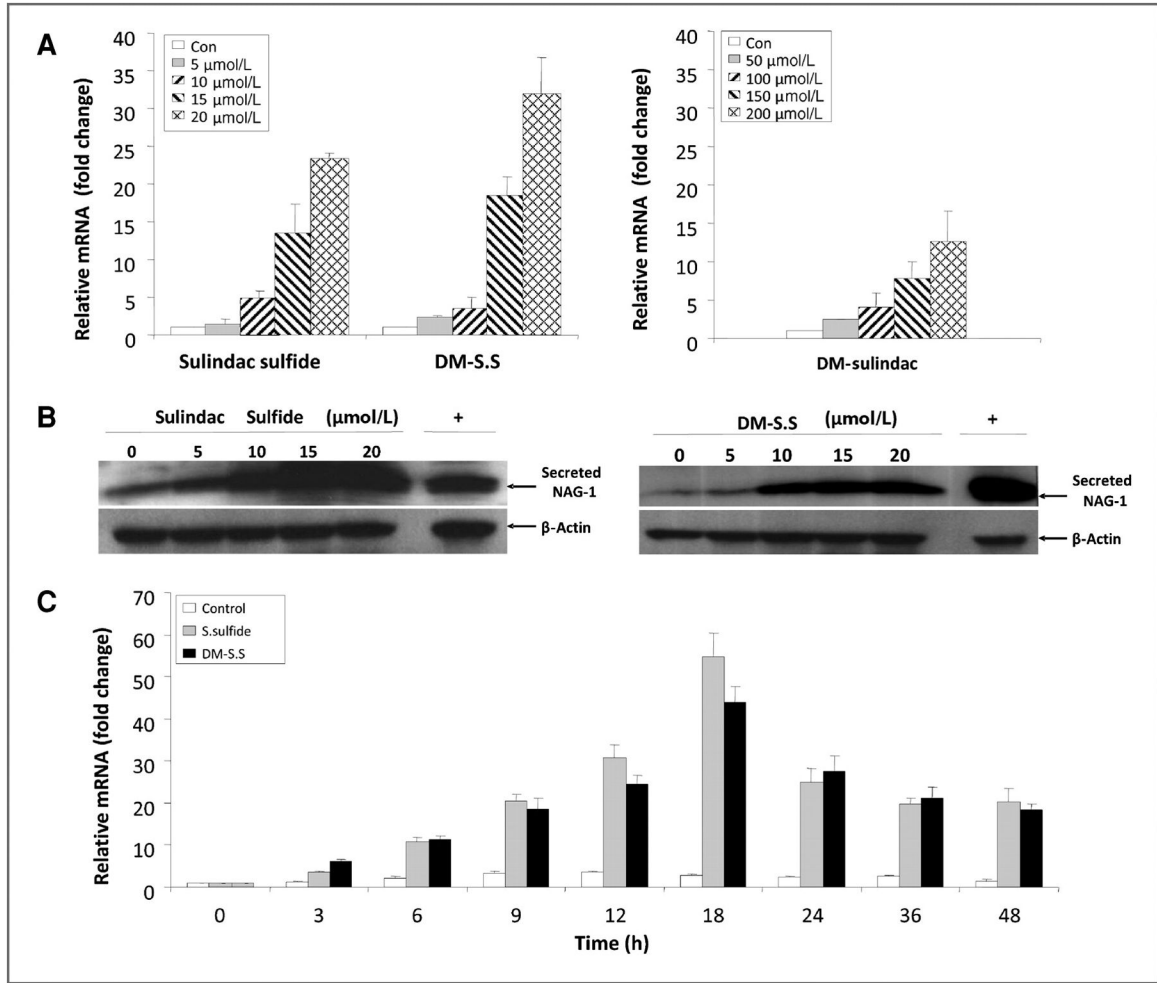 A
Relative mRNA (fold change)
40
35
30
25
20
15
10
5
0
Con
5 μmol/L
10 μmol/L
15 μmol/L
20 μmol/L
Sulindac sulfide
DM-S.S
Relative mRNA (fold change)
40
35
30
25
20
15
10
5
0
Con
50 μmol/L
100 μmol/L
150 μmol/L
200 μmol/L
DM-sulindac
B
Sulindac Sulfide (μmol/L) +
0 5 10 15 20
Secreted
NAG-1
β-Actin
DM-S.S (μmol/L) +
0 5 10 15 20
Secreted
NAG-1
β-Actin
C
Relative mRNA (fold change)
70
60
50
40
30
20
10
0
Control
S.sulfide
DM-S.S
0 3 6 9 12 18 24 36 48
Time (h)